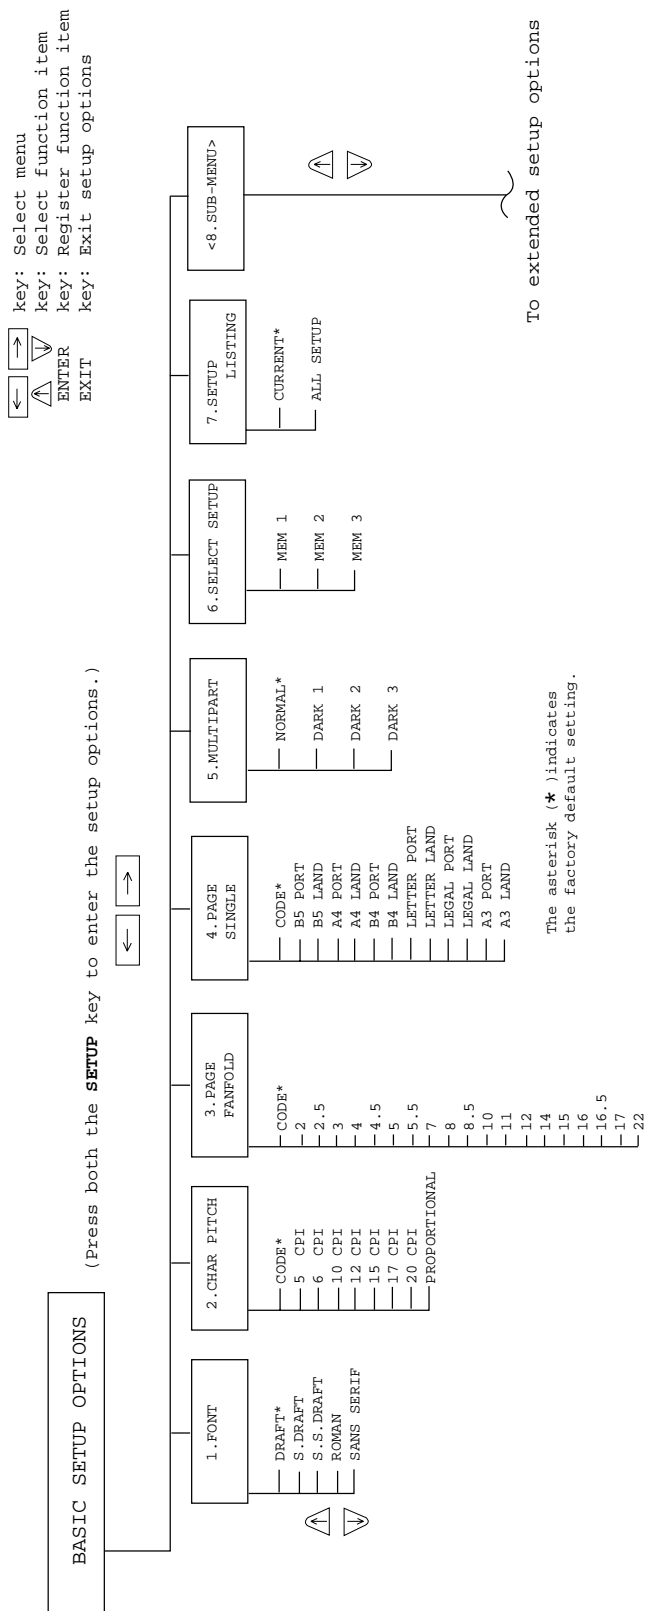 BASIC SETUP OPTIONS
(Press both the SETUP key to enter the setup options.)
← → key: Select menu
↑ ↓ key: Select function item
ENTER key: Register function item
EXIT key: Exit setup options
← →
1.FONT
DRAFT*
S.DRAFT
S.S.DRAFT
ROMAN
SANS SERIF
↑ ↓
2.CHAR PITCH
CODE*
5 CPI
6 CPI
10 CPI
12 CPI
15 CPI
17 CPI
20 CPI
PROPORTIONAL
3.PAGE
FANFOLD
CODE*
2
2.5
3
4
4.5
5
5.5
7
8
8.5
10
11
12
14
15
16
16.5
17
22
4.PAGE
SINGLE
CODE*
B5 PORT
B5 LAND
A4 PORT
A4 LAND
B4 PORT
B4 LAND
LETTER PORT
LETTER LAND
LEGAL PORT
LEGAL LAND
A3 PORT
A3 LAND
5.MULTIPART
NORMAL*
DARK 1
DARK 2
DARK 3
6.SELECT SETUP
MEM 1
MEM 2
MEM 3
7.SETUP
LISTING
CURRENT*
ALL SETUP
<8.SUB-MENU>
↑ ↓
To extended setup options
The asterisk (*)indicates
the factory default setting.